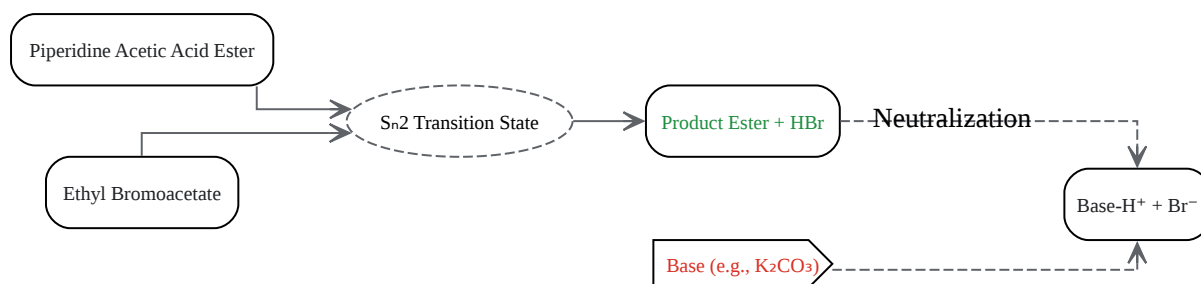 Piperidine Acetic Acid Ester
Ethyl Bromoacetate
Sₙ2 Transition State
Product Ester + HBr
Neutralization
Base-H⁺ + Br⁻
Base (e.g., K₂CO₃)